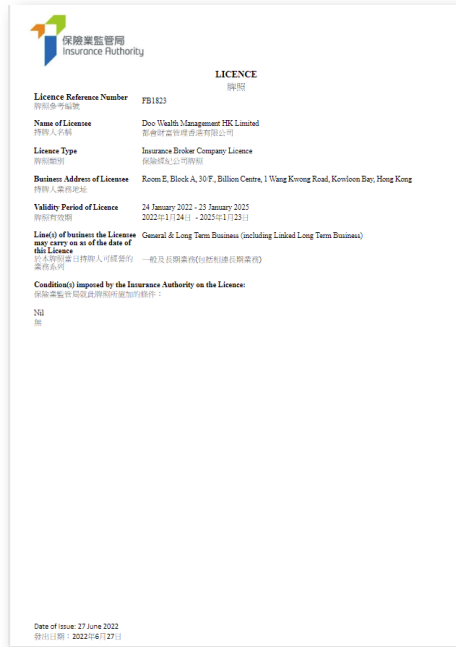 保險業監管局
Insurance Authority
LICENCE
牌照
Licence Reference Number FB1823
牌照參考編號
Name of Licensee Doo Wealth Management HK Limited
持牌人名稱 都會財富管理香港有限公司
Licence Type Insurance Broker Company Licence
牌照類別 保險經紀公司牌照
Business Address of Licensee Room E, Block A, 30/F., Billion Centre, 1 Wang Kwong Road, Kowloon Bay, Hong Kong
持牌人業務地址
Validity Period of Licence 24 January 2022 - 23 January 2025
牌照有效期 2022年1月24日 - 2025年1月23日
Line(s) of business the Licensee General & Long Term Business (including Linked Long Term Business)
may carry on as of the date of
this Licence
於本牌照當日持牌人可經營的 一般及長期業務(包括相連長期業務)
業務系列
Condition(s) imposed by the Insurance Authority on the Licence:
保險業監管局就此牌照所施加的條件：
Nil
無
Date of Issue: 27 June 2022
發出日期：2022年6月27日